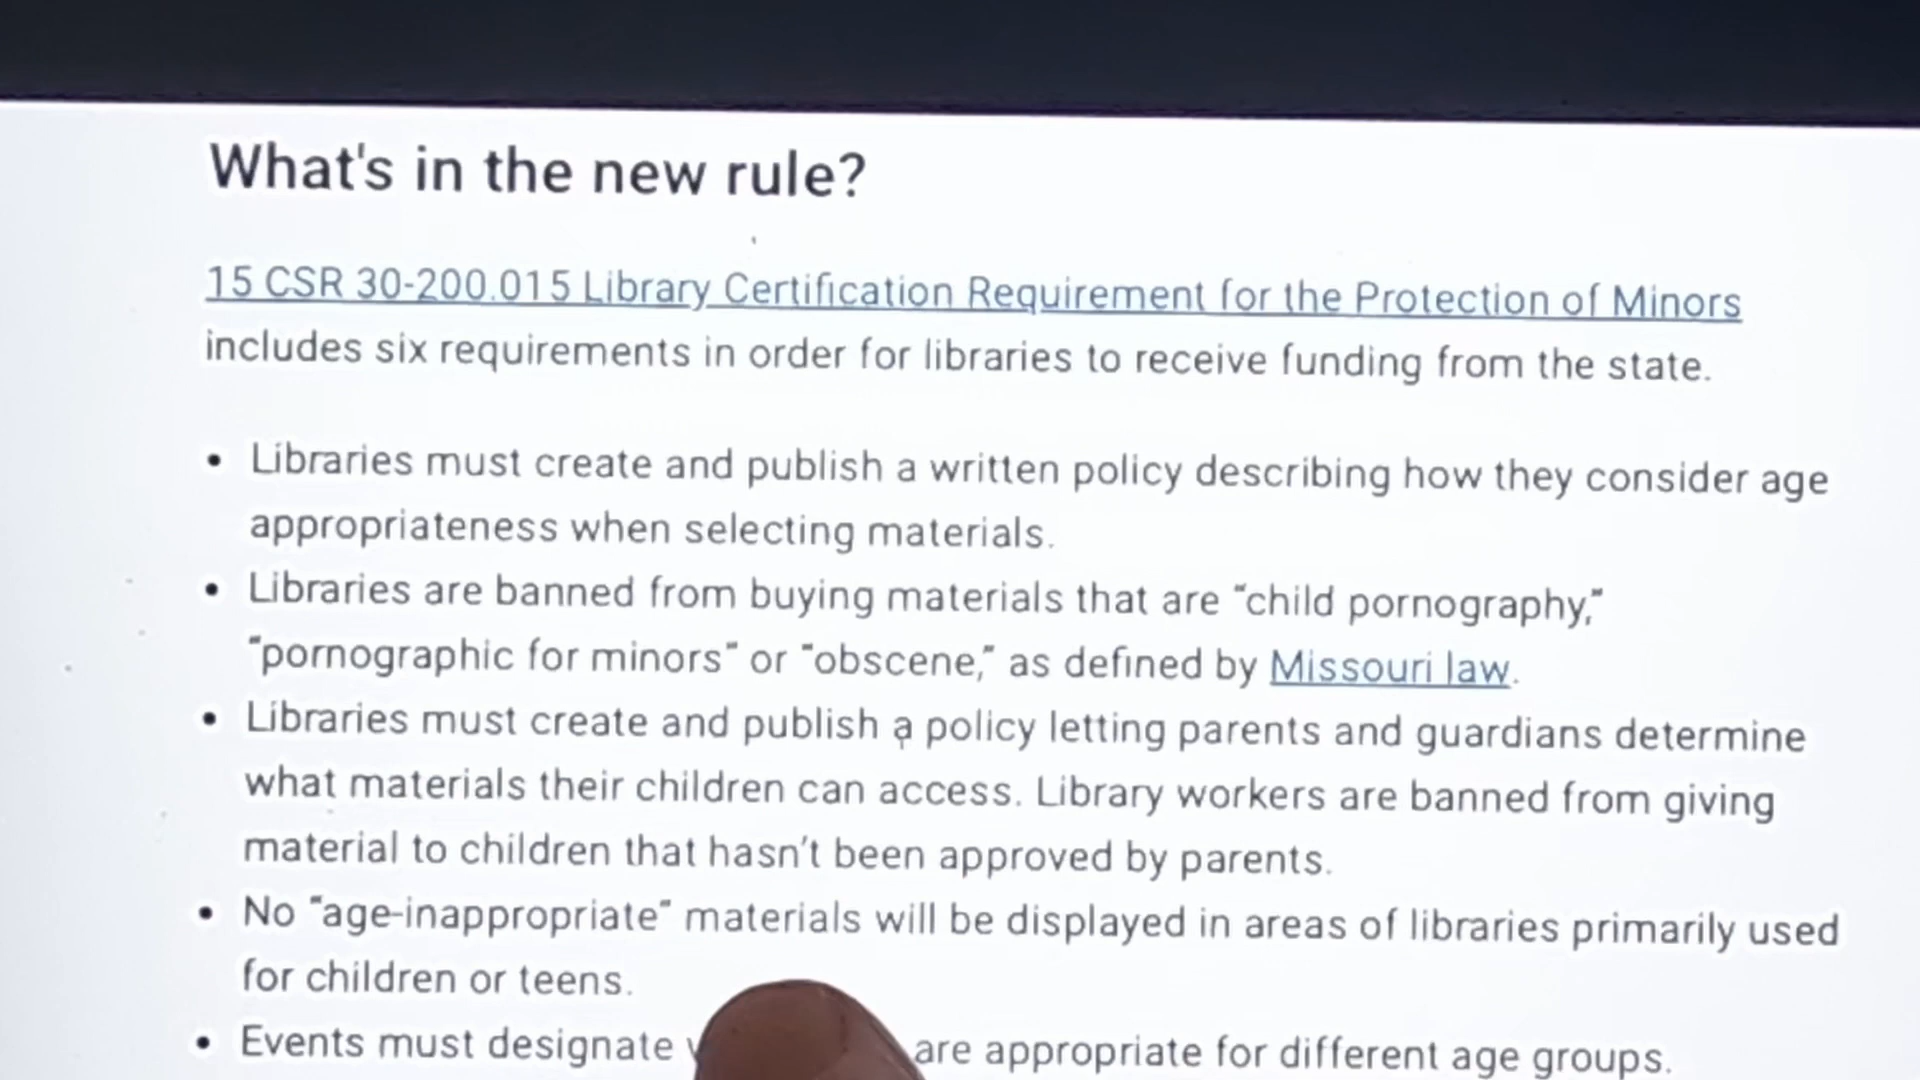 What's in the new rule?
15 CSR 30-200.015 Library Certification Requirement for the Protection of Minors
includes six requirements in order for libraries to receive funding from the state.
• Libraries must create and publish a written policy describing how they consider age
appropriateness when selecting materials.
• Libraries are banned from buying materials that are “child pornography,”
“pornographic for minors” or “obscene,” as defined by Missouri law.
• Libraries must create and publish a policy letting parents and guardians determine
what materials their children can access. Library workers are banned from giving
material to children that hasn’t been approved by parents.
• No “age-inappropriate” materials will be displayed in areas of libraries primarily used
for children or teens.
• Events must designate are appropriate for different age groups.